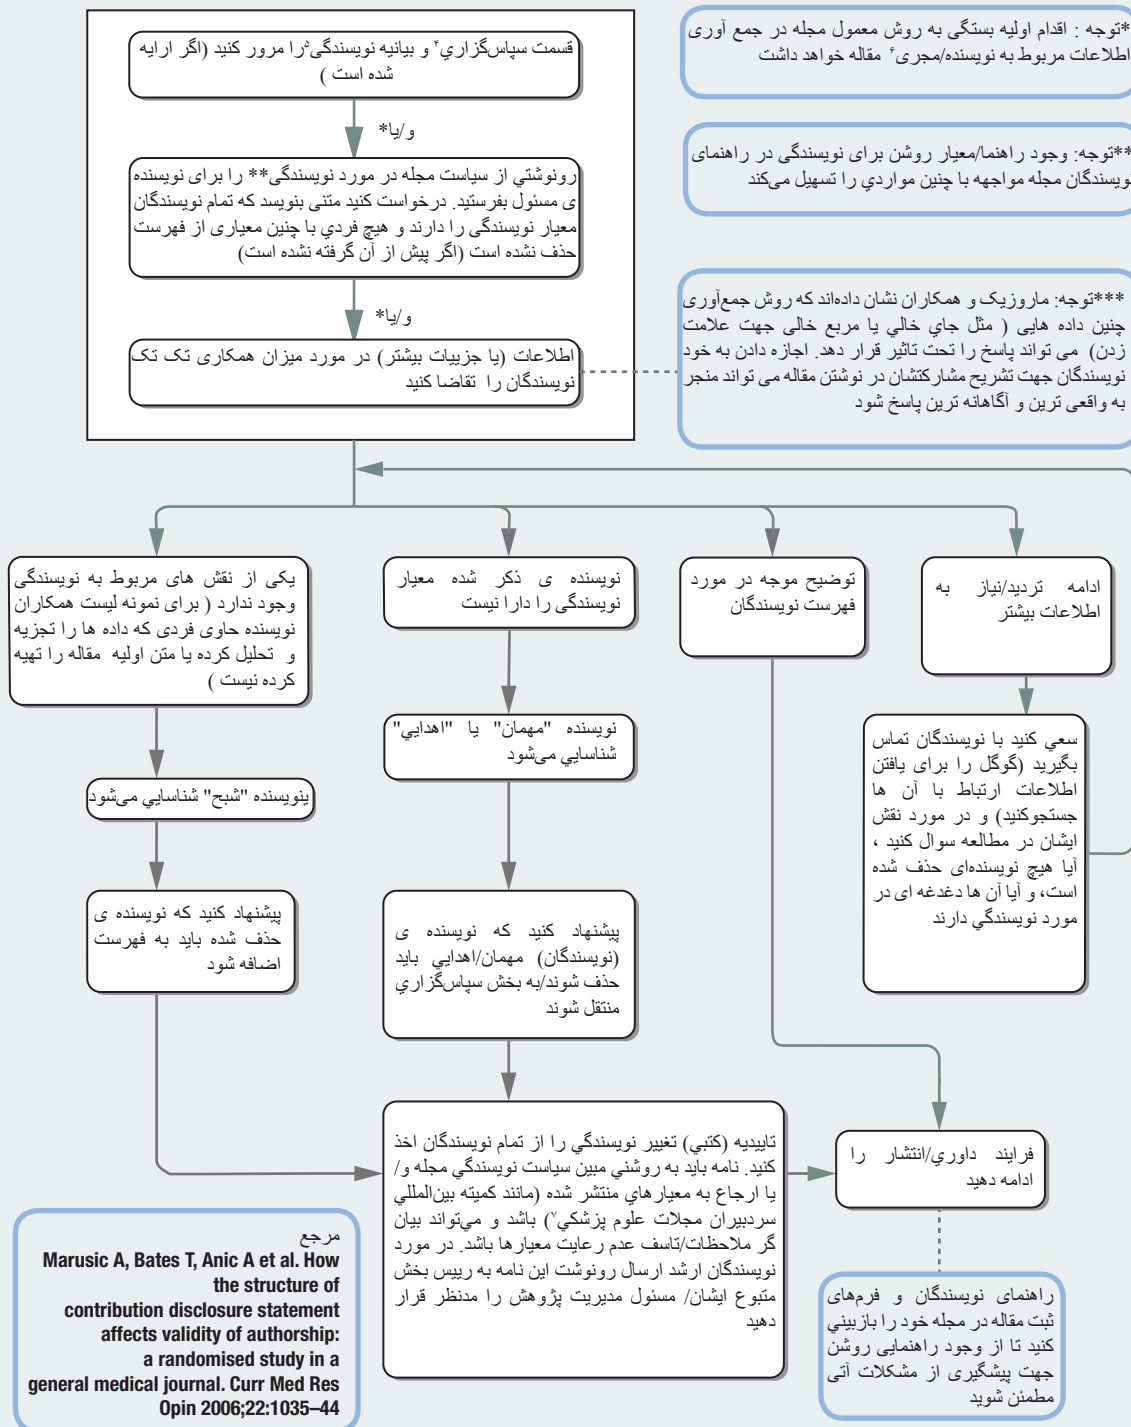 *توجه : اقدام اولیه بستگی به روش معمول مجله در جمع آوری
اطلاعات مربوط به نویسنده/مجری۶ مقاله خواهد داشت
قسمت سپاس‌گزاري۴ و بیانیه نویسندگی۵را مرور کنید (اگر ارایه
شده است )
و/یا*
**توجه: وجود راهنما/معیار روشن برای نویسندگی در راهنمای
نویسندگان مجله مواجهه با چنین مواردي را تسهیل می‌کند
رونوشتي از سیاست مجله در مورد نویسندگی** را برای نویسنده
ی مسئول بفرستید. درخواست کنید متنی بنویسد که تمام نویسندگان
معیار نویسندگی را دارند و هیچ فردي با چنین معیاری از فهرست
حذف نشده است (اگر پیش از آن گرفته نشده است)
و/یا*
***توجه: ماروزیک و همکاران نشان داده‌اند که روش جمع‌آوری
چنین داده هایی ( مثل جاي خالي یا مربع خالی جهت علامت
زدن) می تواند پاسخ را تحت تاثیر قرار دهد. اجازه دادن به خود
نویسندگان جهت تشریح مشارکتشان در نوشتن مقاله می تواند منجر
به واقعی ترین و آگاهانه ترین پاسخ شود
اطلاعات (یا جزییات بیشتر) در مورد میزان همکاری تک تک
نویسندگان را تقاضا کنید
ادامه تردید/نیاز به
اطلاعات بیشتر
توضیح موجه در مورد
فهرست نویسندگان
نویسنده ی ذکر شده معیار
نویسندگی را دارا نیست
یکی از نقش های مربوط به نویسندگی
وجود ندارد ( برای نمونه لیست همکاران
نویسنده حاوی فردی که داده ها را تجزیه
و تحلیل کرده یا متن اولیه مقاله را تهیه
کرده نیست )
سعي کنید با نویسندگان تماس
بگیرید (گوگل را برای یافتن
اطلاعات ارتباط با آن ها
جستجوکنید) و در مورد نقش
ایشان در مطالعه سوال کنید ،
آیا هیچ نویسنده‌ای حذف شده
است، و آیا آن ها دغدغه ای در
مورد نویسندگي دارند
نویسنده "مهمان" یا "اهدایي"
شناسایي می‌شود
ینویسنده "شبح" شناسایي می‌شود
پیشنهاد کنید که نویسنده ی
(نویسندگان) مهمان/اهدایي باید
حذف شوند/به بخش سپاس‌گزاري
منتقل شوند
پیشنهاد کنید که نویسنده ی
حذف شده باید به فهرست
اضافه شود
تاییدیه (کتبي) تغییر نویسندگي را از تمام نویسندگان اخذ
کنید. نامه باید به روشني مبین سیاست نویسندگي مجله و/
یا ارجاع به معیارهاي منتشر شده (مانند کمیته بین‌المللي
سردبیران مجلات علوم پزشکي۷) باشد و مي‌تواند بیان
گر ملاحظات/تاسف عدم رعایت معیارها باشد. در مورد
نویسندگان ارشد ارسال رونوشت این نامه به رییس بخش
متبوع ایشان/ مسئول مدیریت پژوهش را مدنظر قرار
دهید
فرایند داوري/انتشار را
ادامه دهید
راهنمای نویسندگان و فرم‌های
ثبت مقاله در مجله خود را بازبیني
کنید تا از وجود راهنمایی روشن
جهت پیشگیری از مشکلات آتی
مطمئن شوید
مرجع
Marusic A, Bates T, Anic A et al. How
the structure of
contribution disclosure statement
affects validity of authorship:
a randomised study in a
general medical journal. Curr Med Res
Opin 2006;22:1035–44